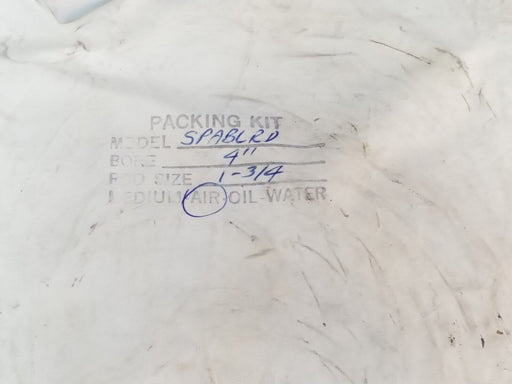 PACKING KIT
MODEL SPABLRD
BORE 4"
ROD SIZE 1-3/4
MEDIUM AIR-OIL-WATER